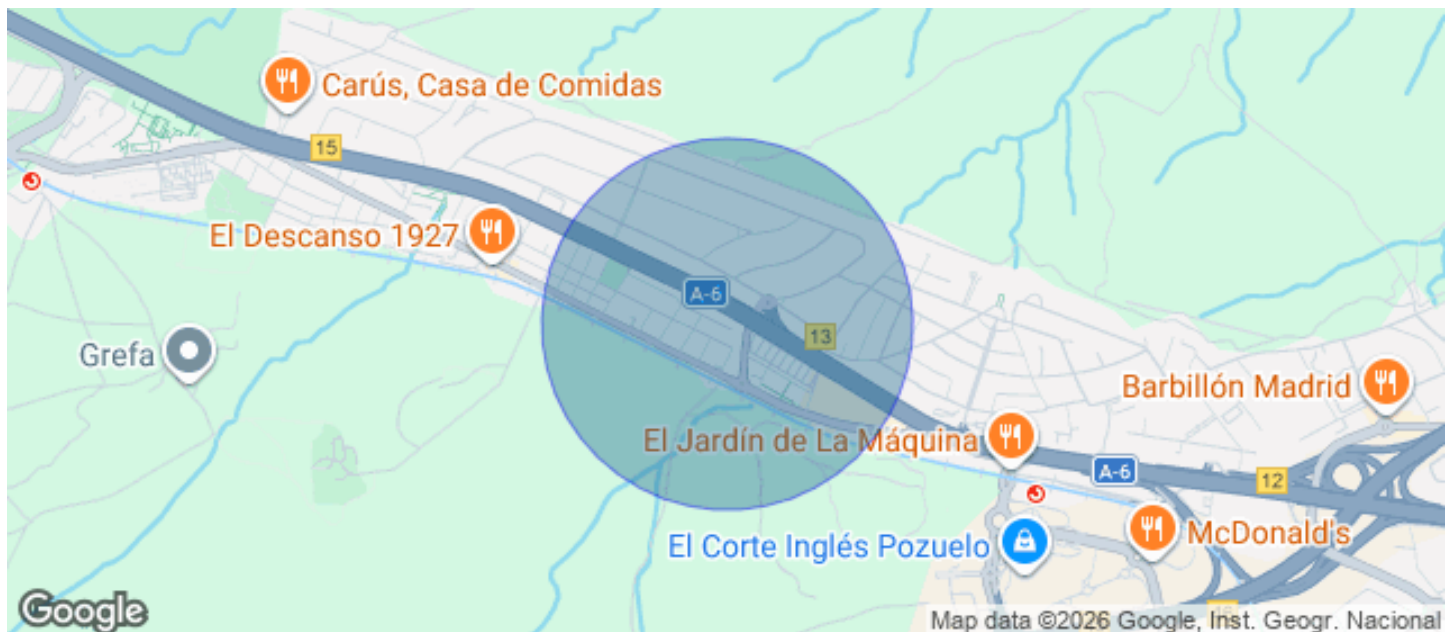 Carús, Casa de Comidas
15
El Descanso 1927
A-6
13
Grefa
Barbillón Madrid
El Jardín de La Máquina
A-6
12
El Corte Inglés Pozuelo
McDonald's
Google
Map data ©2026 Google, Inst. Geogr. Nacional